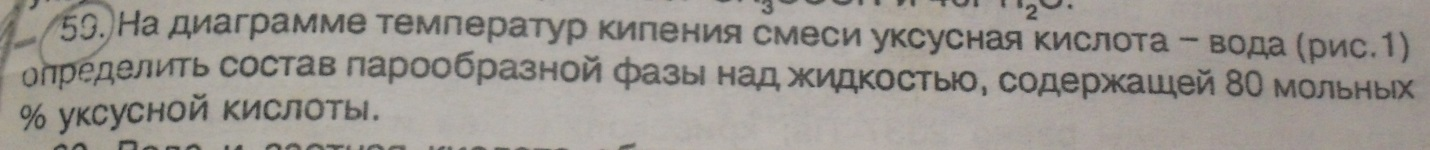 59. На диаграмме температур кипения смеси уксусная кислота – вода (рис.1)
определить состав парообразной фазы над жидкостью, содержащей 80 мольных
% уксусной кислоты.